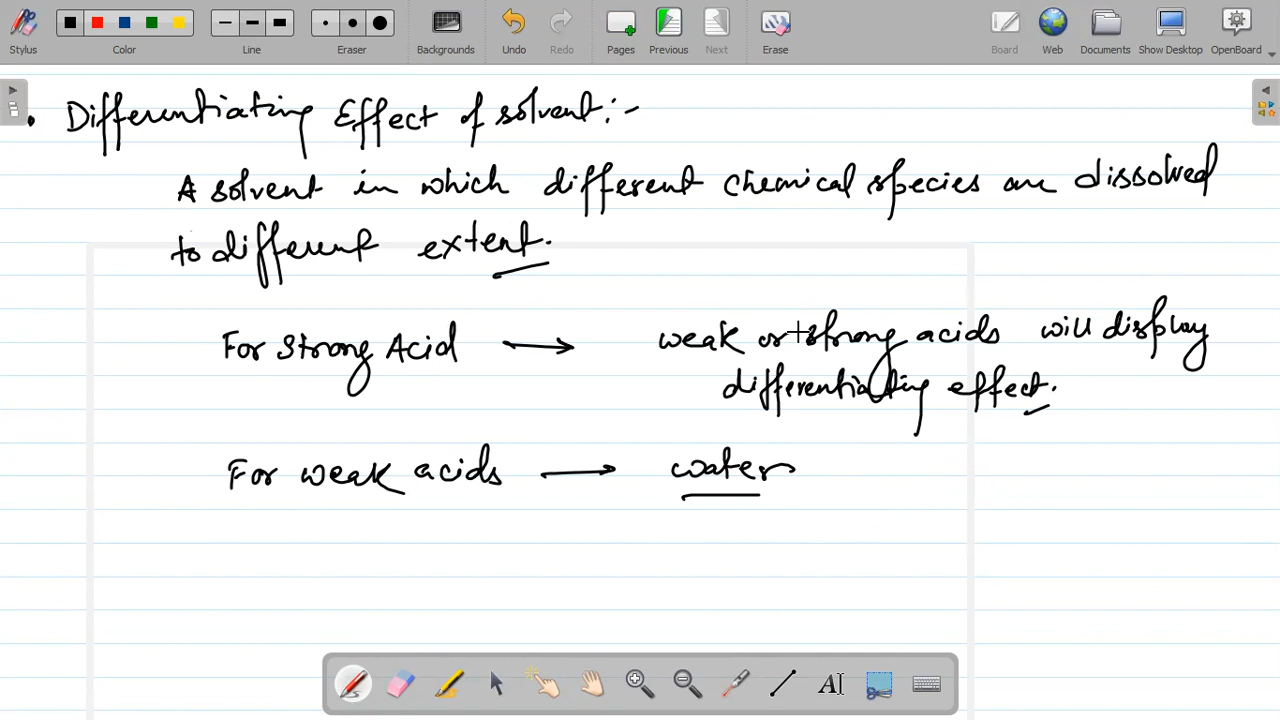 Stylus
Color
Line
Eraser
Backgrounds
Undo
Redo
Pages
Previous
Next
Erase
Board
Web
Documents
Show Desktop
OpenBoard
• Differentiating Effect of solvent:-
A solvent in which different chemical species are dissolved
to different extent.
For Strong Acid → weak or strong acids will display
differentiating effect.
For weak acids → water
AI